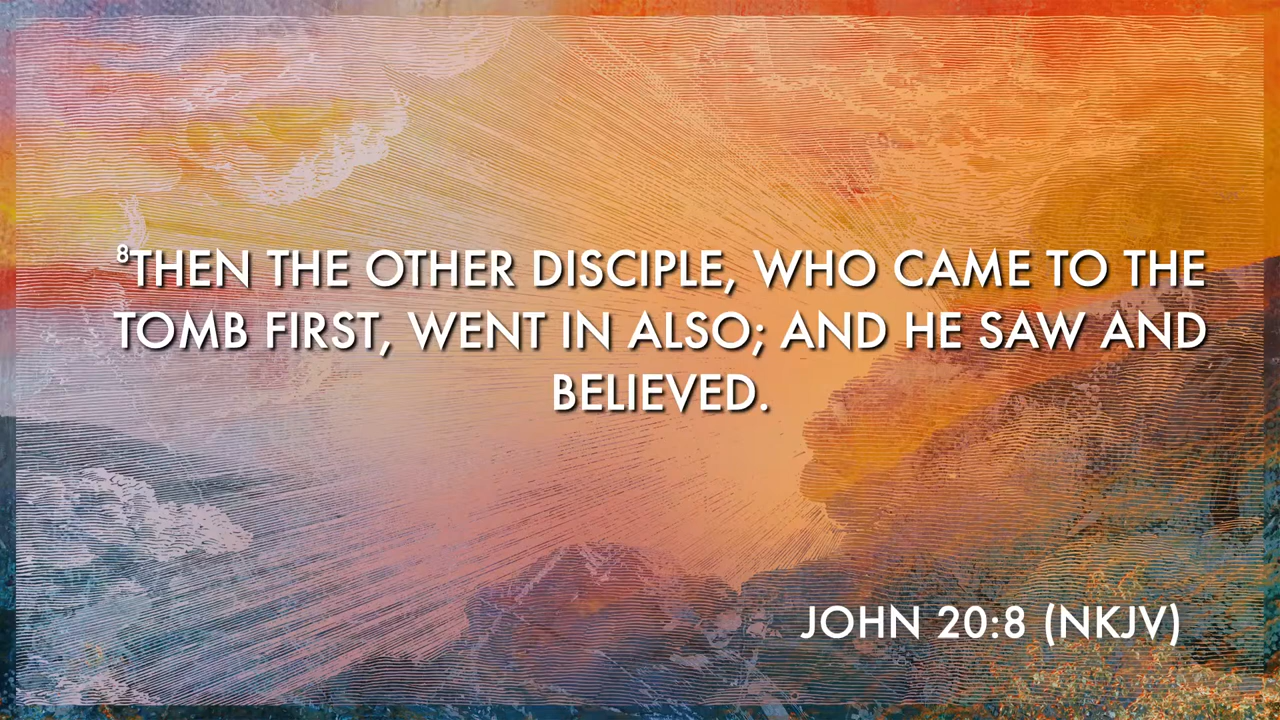 ⁸THEN THE OTHER DISCIPLE, WHO CAME TO THE
TOMB FIRST, WENT IN ALSO; AND HE SAW AND
BELIEVED.
JOHN 20:8 (NKJV)